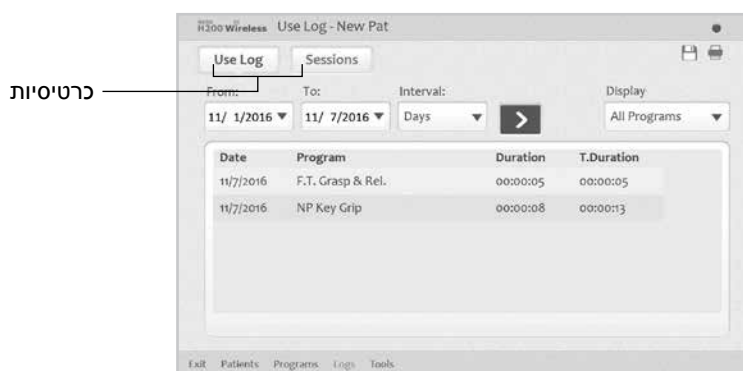 H200 Wireless Use Log - New Pat
Use Log Sessions
כרטיסיות
From: To: Interval: Display
11/ 1/2016 11/ 7/2016 Days All Programs
Date Program Duration T.Duration
11/7/2016 F.T. Grasp & Rel. 00:00:05 00:00:05
11/7/2016 NP Key Grip 00:00:08 00:00:13
Exit Patients Programs Logs Tools